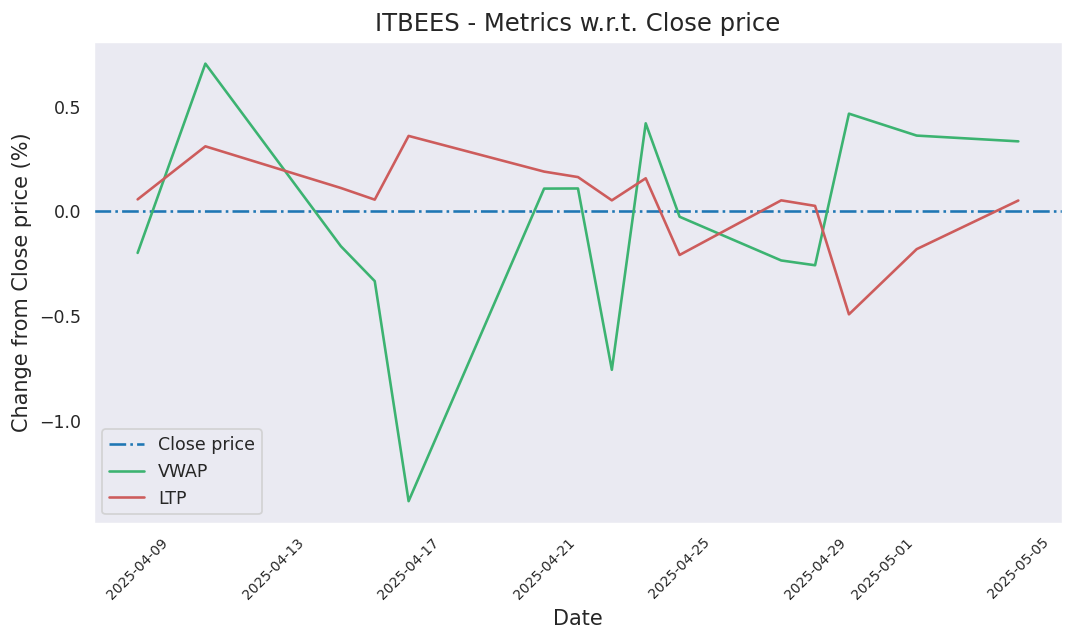 ITBEES - Metrics w.r.t. Close price
Change from Close price (%)
0.5
0.0
−0.5
−1.0
Close price
VWAP
LTP
2025-04-09
2025-04-13
2025-04-17
2025-04-21
2025-04-25
2025-04-29
2025-05-01
2025-05-05
Date